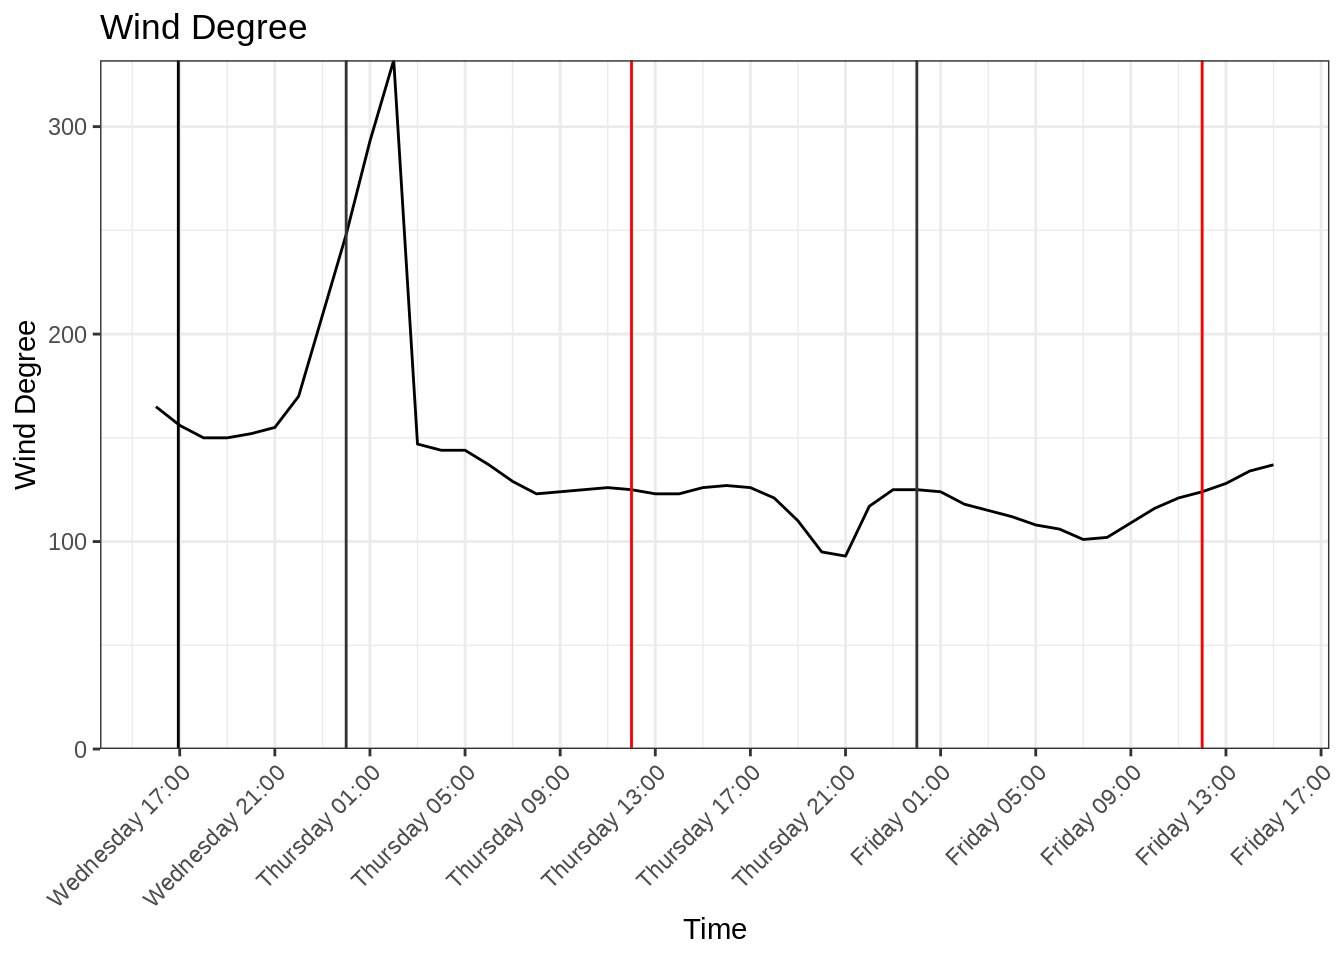 Wind Degree
300
200
100
0
Wind Degree
Wednesday 17:00
Wednesday 21:00
Thursday 01:00
Thursday 05:00
Thursday 09:00
Thursday 13:00
Thursday 17:00
Thursday 21:00
Friday 01:00
Friday 05:00
Friday 09:00
Friday 13:00
Friday 17:00
Time